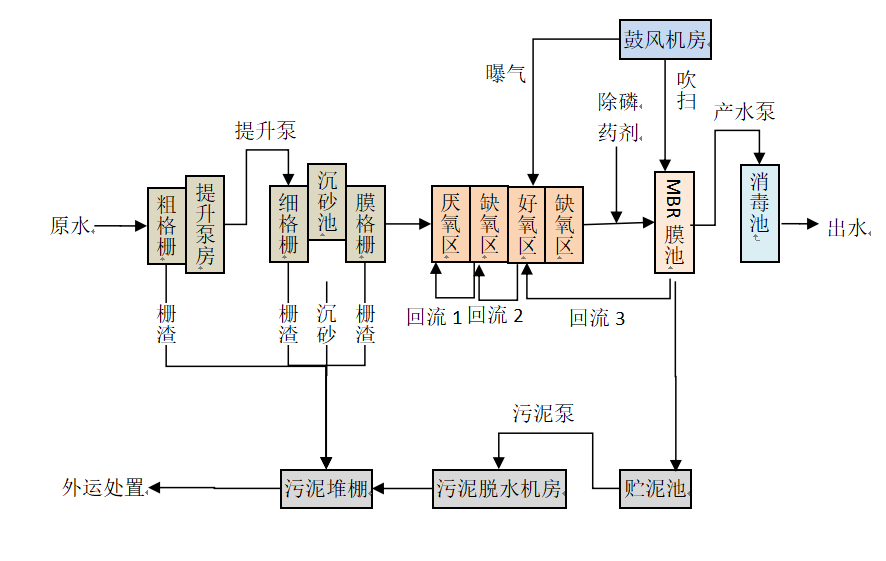 鼓风机房
曝气
吹扫
除磷
药剂
产水泵
提升泵
原水
粗格栅
提升泵房
细格栅
沉砂池
膜格栅
厌氧区
缺氧区
好氧区
缺氧区
MBR膜池
消毒池
出水
回流1
回流2
回流3
栅渣
栅渣
沉砂
栅渣
污泥泵
外运处置
污泥堆棚
污泥脱水机房
贮泥池